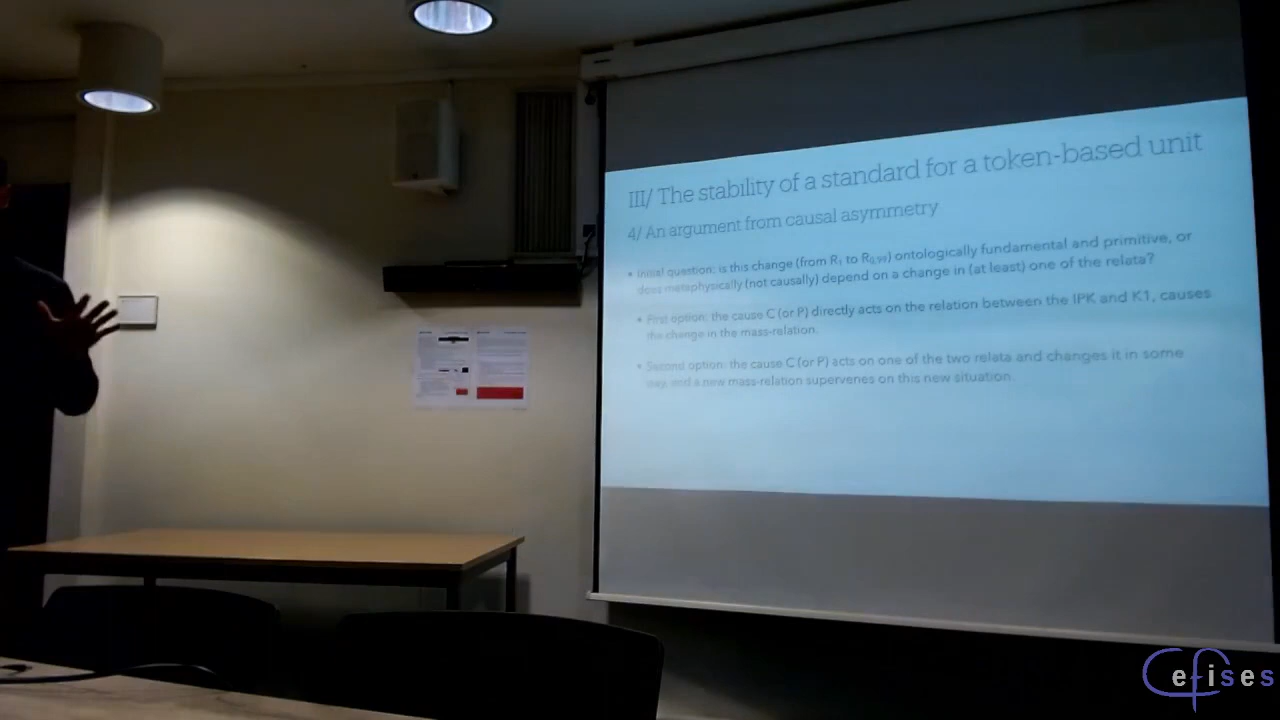 III/ The stability of a standard for a token-based unit
4/ An argument from causal asymmetry
• Initial question: is this change (from R₁ to R₀,₉₉) ontologically fundamental and primitive, or
does metaphysically (not causally) depend on a change in (at least) one of the relata?
• First option: the cause C (or P) directly acts on the relation between the IPK and K1, causes
the change in the mass-relation.
• Second option: the cause C (or P) acts on one of the two relata and changes it in some
way, and a new mass-relation supervenes on this new situation.
Cefises